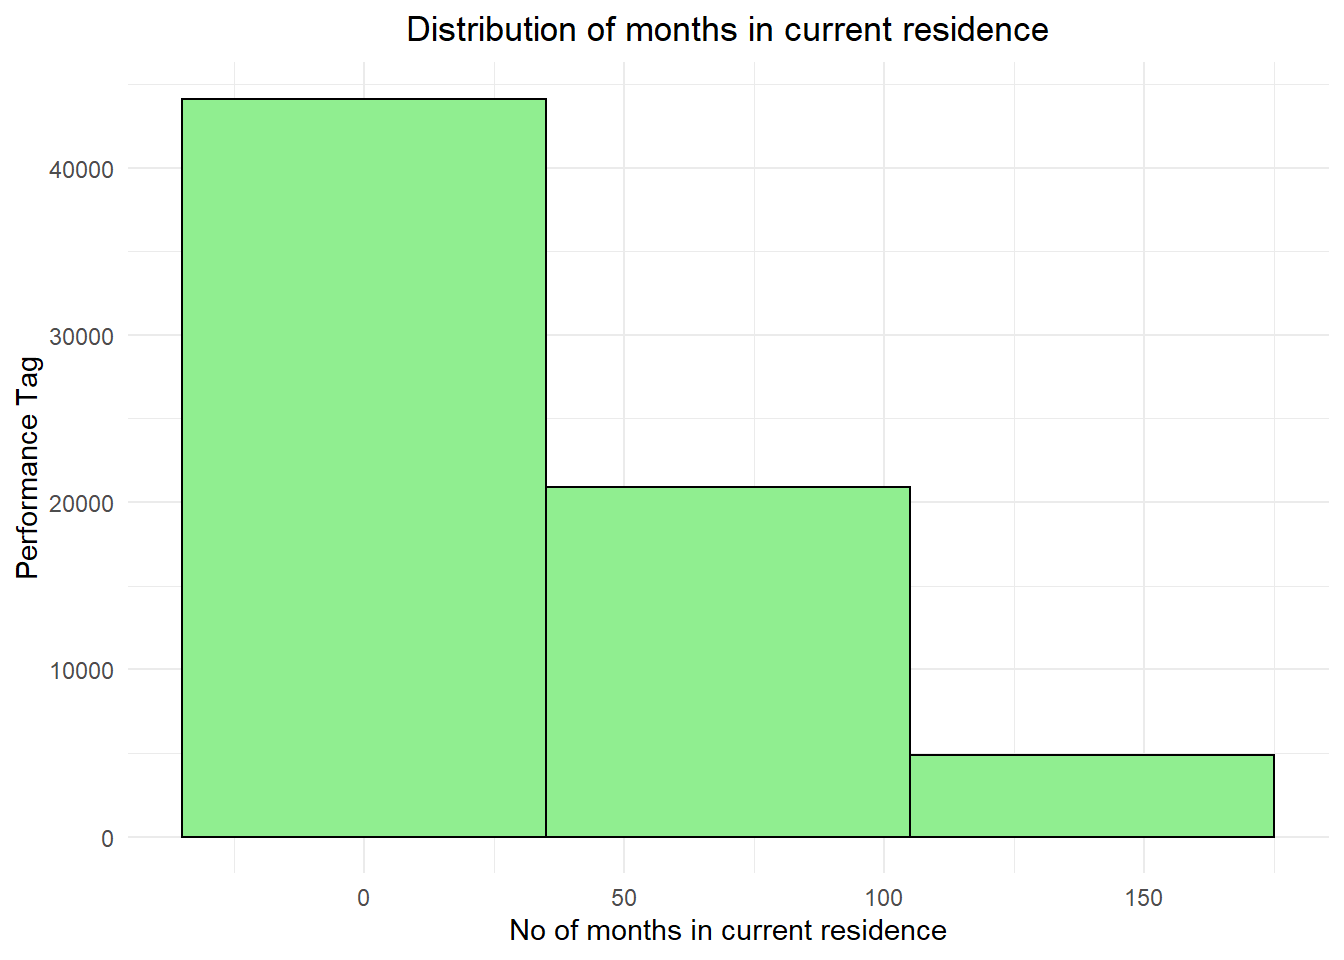 Distribution of months in current residence
Performance Tag
40000
30000
20000
10000
0
0 50 100 150
No of months in current residence